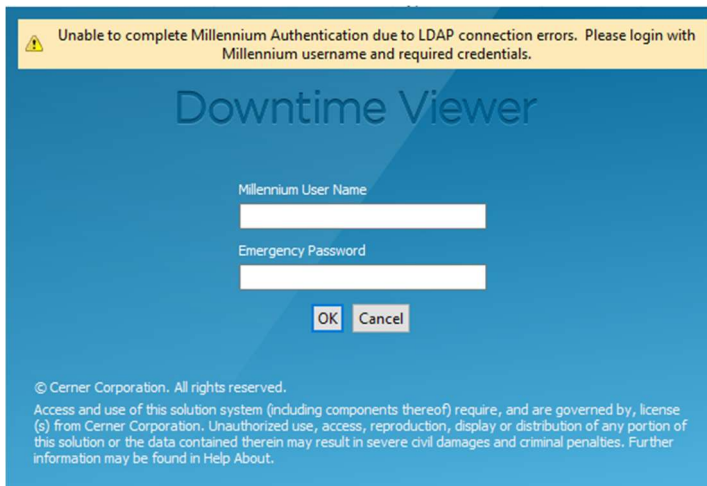 Unable to complete Millennium Authentication due to LDAP connection errors.  Please login with
Millennium username and required credentials.
Downtime Viewer
Millennium User Name
Emergency Password
OK
Cancel
© Cerner Corporation. All rights reserved.
Access and use of this solution system (including components thereof) require, and are governed by, license
(s) from Cerner Corporation. Unauthorized use, access, reproduction, display or distribution of any portion of
this solution or the data contained therein may result in severe civil damages and criminal penalties. Further
information may be found in Help About.